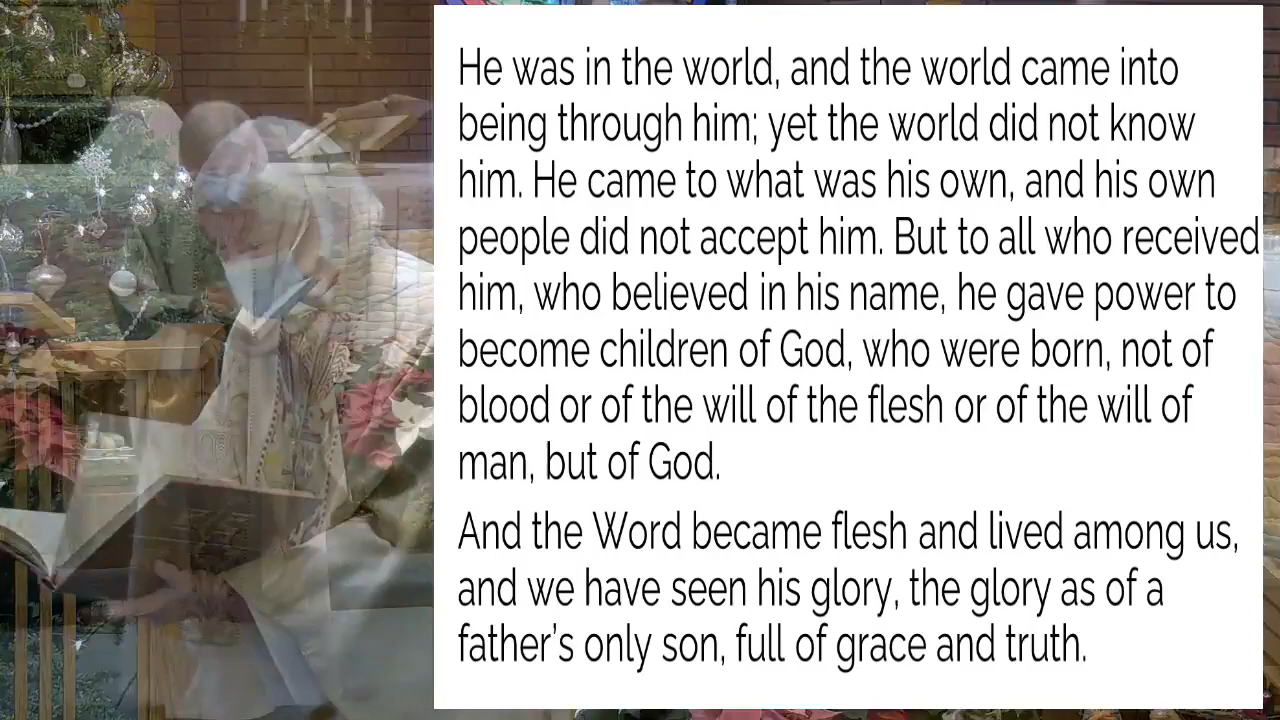 He was in the world, and the world came into
being through him; yet the world did not know
him. He came to what was his own, and his own
people did not accept him. But to all who received
him, who believed in his name, he gave power to
become children of God, who were born, not of
blood or of the will of the flesh or of the will of
man, but of God.
And the Word became flesh and lived among us,
and we have seen his glory, the glory as of a
father’s only son, full of grace and truth.